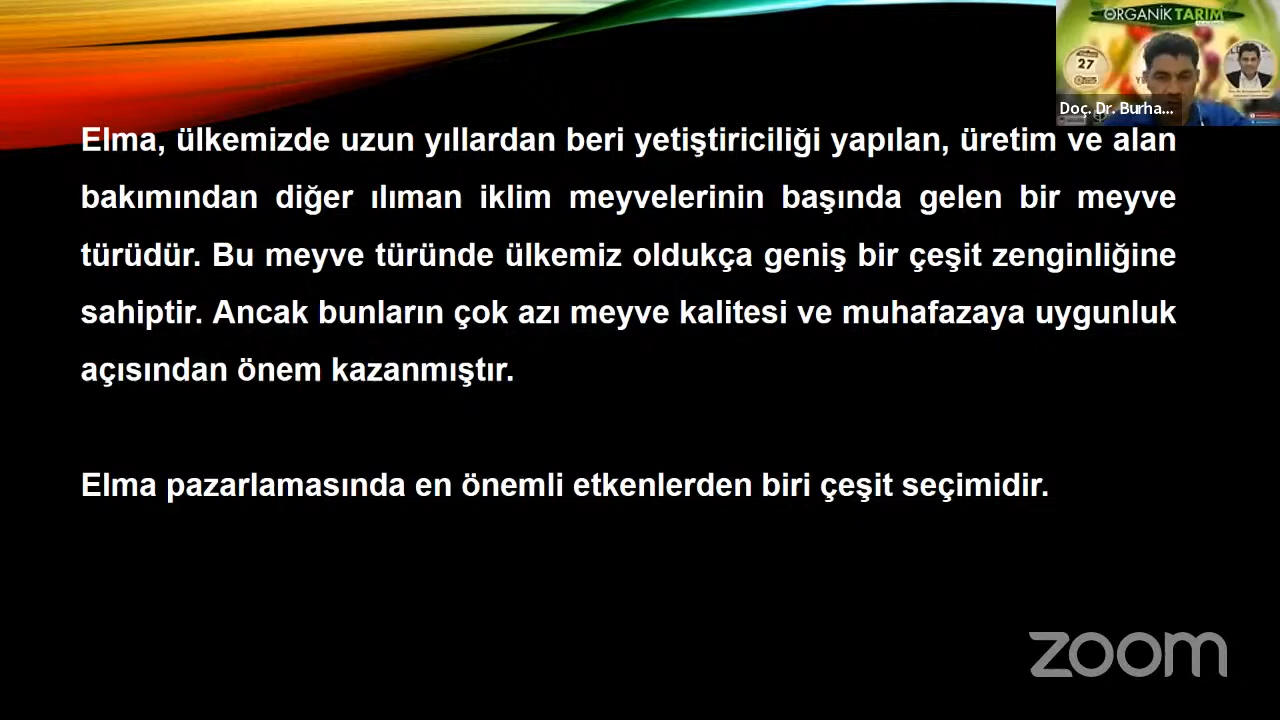 ORGANİK TARIM
27
Doç. Dr. Burha...
Elma, ülkemizde uzun yıllardan beri yetiştiriciliği yapılan, üretim ve alan
bakımından diğer ılıman iklim meyvelerinin başında gelen bir meyve
türüdür. Bu meyve türünde ülkemiz oldukça geniş bir çeşit zenginliğine
sahiptir. Ancak bunların çok azı meyve kalitesi ve muhafazaya uygunluk
açısından önem kazanmıştır.
Elma pazarlamasında en önemli etkenlerden biri çeşit seçimidir.
zoom